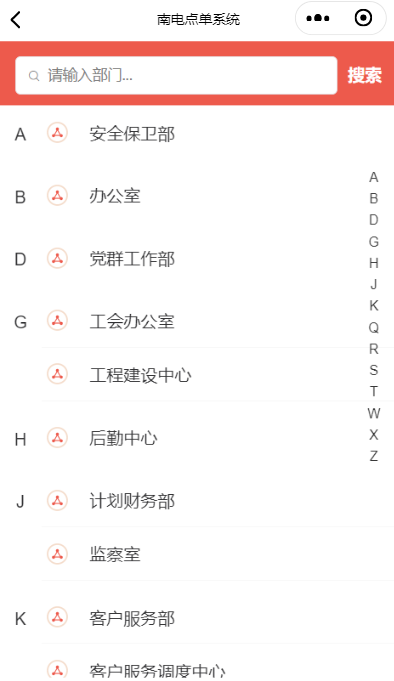 南电点单系统
请输入部门...
搜索
A 安全保卫部
B 办公室
D 党群工作部
G 工会办公室
工程建设中心
H 后勤中心
J 计划财务部
监察室
K 客户服务部
客户服务调度中心
A
B
D
G
H
J
K
Q
R
S
T
W
X
Z